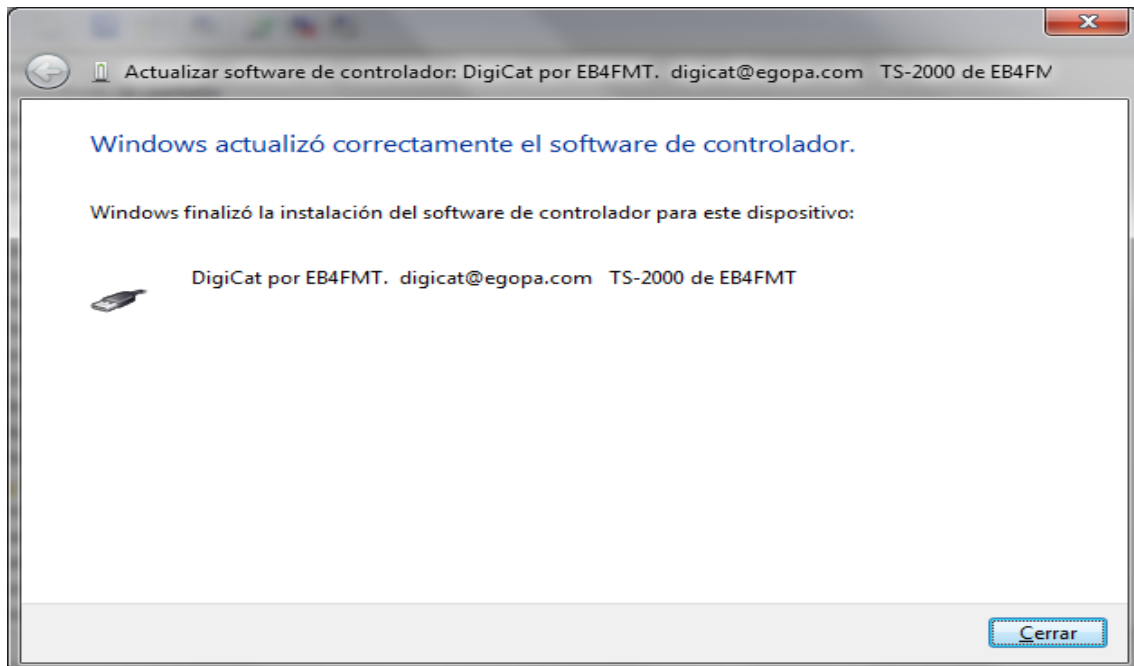 Actualizar software de controlador: DigiCat por EB4FMT.  digicat@egopa.com   TS-2000 de EB4FM
Windows actualizó correctamente el software de controlador.
Windows finalizó la instalación del software de controlador para este dispositivo:
DigiCat por EB4FMT.  digicat@egopa.com   TS-2000 de EB4FMT
Cerrar